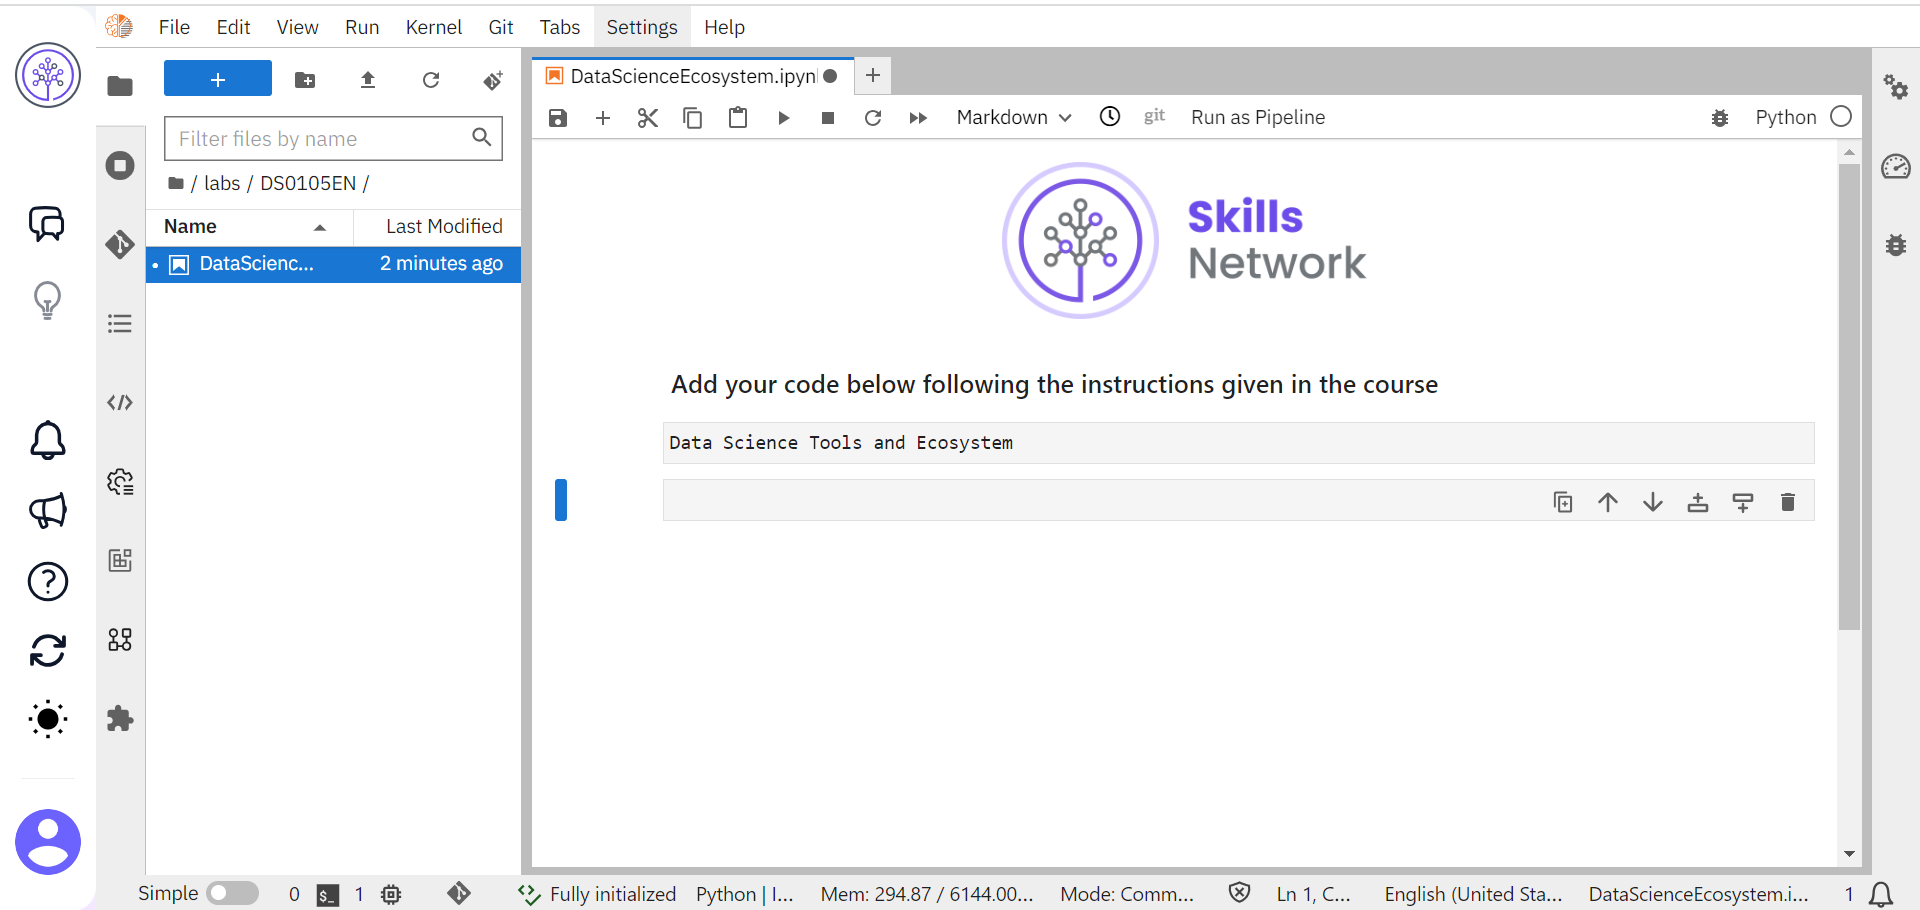 File Edit View Run Kernel Git Tabs Settings Help
Filter files by name
/ labs / DS0105EN /
Name Last Modified
DataScienc... 2 minutes ago
DataScienceEcosystem.ipyn
Markdown git Run as Pipeline Python
Skills
Network
Add your code below following the instructions given in the course
Data Science Tools and Ecosystem
Simple 0 $_ 1 Fully initialized Python | I... Mem: 294.87 / 6144.00... Mode: Comm... Ln 1, C... English (United Sta... DataScienceEcosystem.i... 1